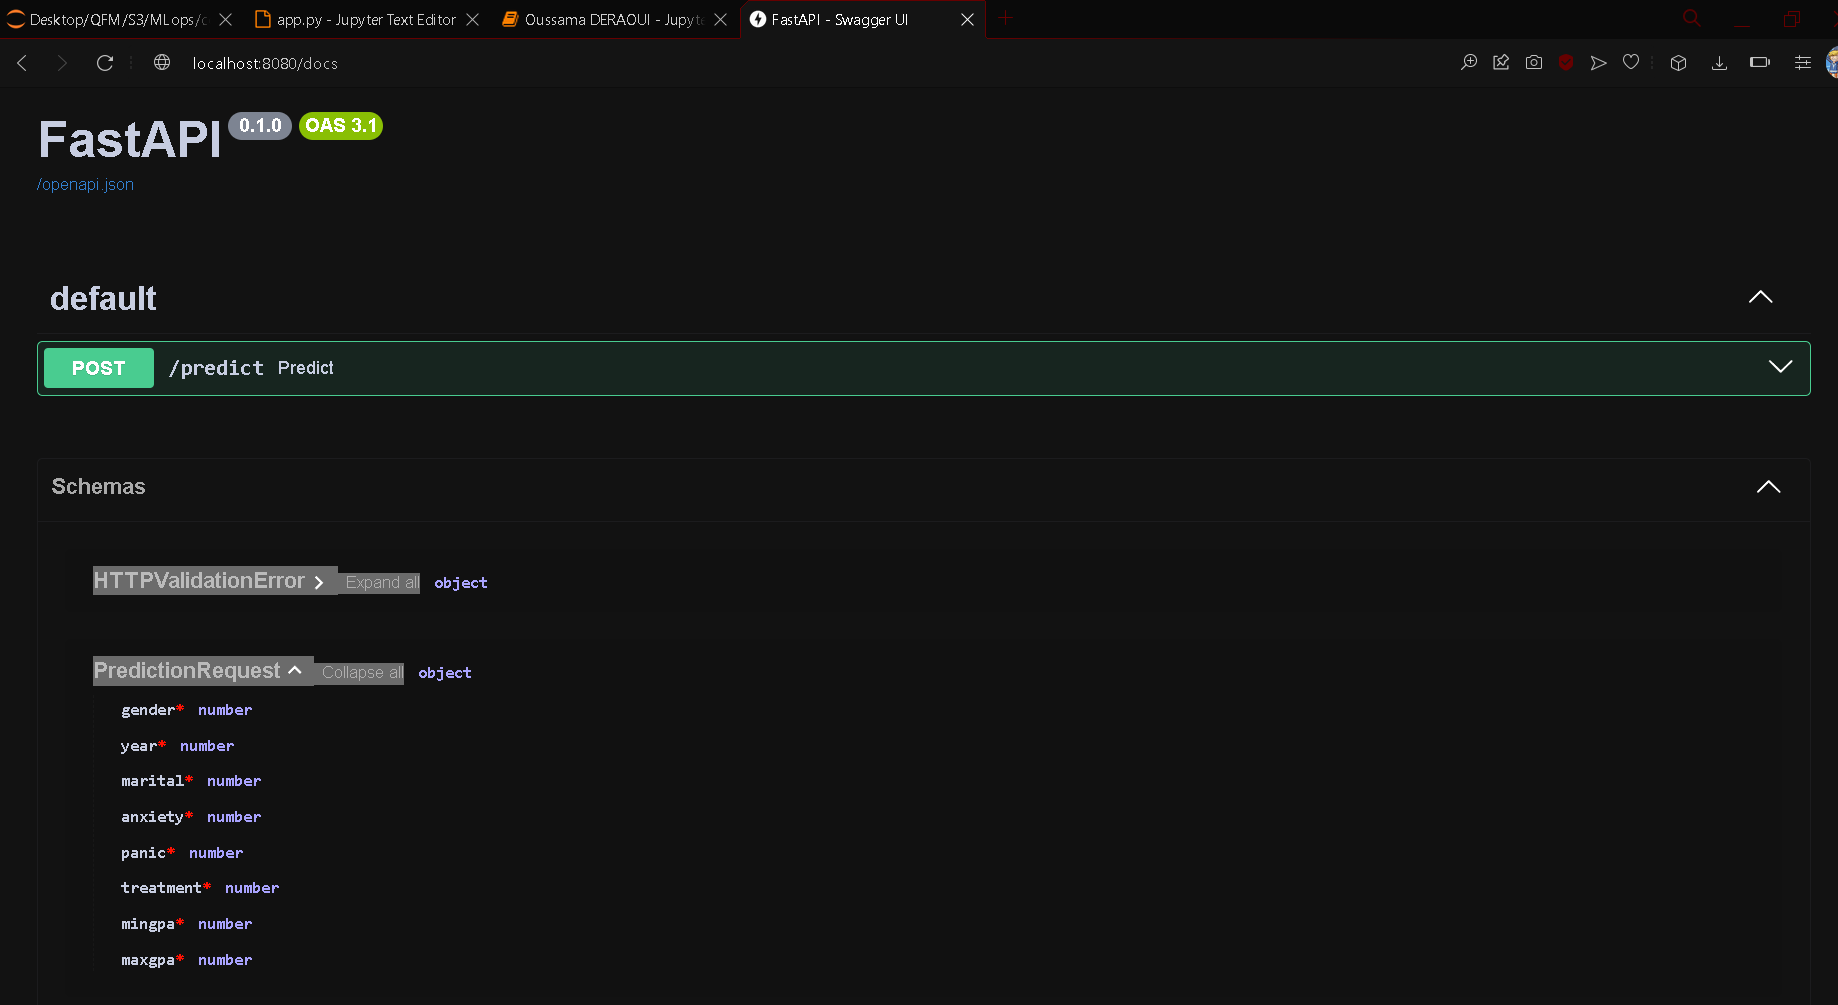 Desktop/QFM/S3/MLops/
app.py - Jupyter Text Editor
Oussama DERAOUI - Jupyte
FastAPI - Swagger UI
localhost:8080/docs
FastAPI 0.1.0 OAS 3.1
/openapi.json
default
POST /predict Predict
Schemas
HTTPValidationError Expand all object
PredictionRequest Collapse all object
gender* number
year* number
marital* number
anxiety* number
panic* number
treatment* number
mingpa* number
maxgpa* number